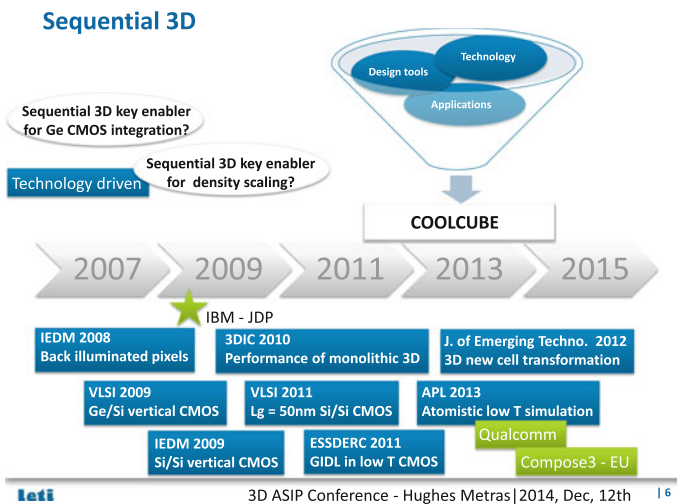 Sequential 3D
Technology
Design tools
Applications
Sequential 3D key enabler
for Ge CMOS integration?
Sequential 3D key enabler
for density scaling?
Technology driven
COOLCUBE
2007
2009
2011
2013
2015
IBM - JDP
IEDM 2008
Back illuminated pixels
3DIC 2010
Performance of monolithic 3D
J. of Emerging Techno. 2012
3D new cell transformation
VLSI 2009
Ge/Si vertical CMOS
VLSI 2011
Lg = 50nm Si/Si CMOS
APL 2013
Atomistic low T simulation
IEDM 2009
Si/Si vertical CMOS
ESSDERC 2011
GIDL in low T CMOS
Qualcomm
Compose3 - EU
leti
3D ASIP Conference - Hughes Metras|2014, Dec, 12th
| 6